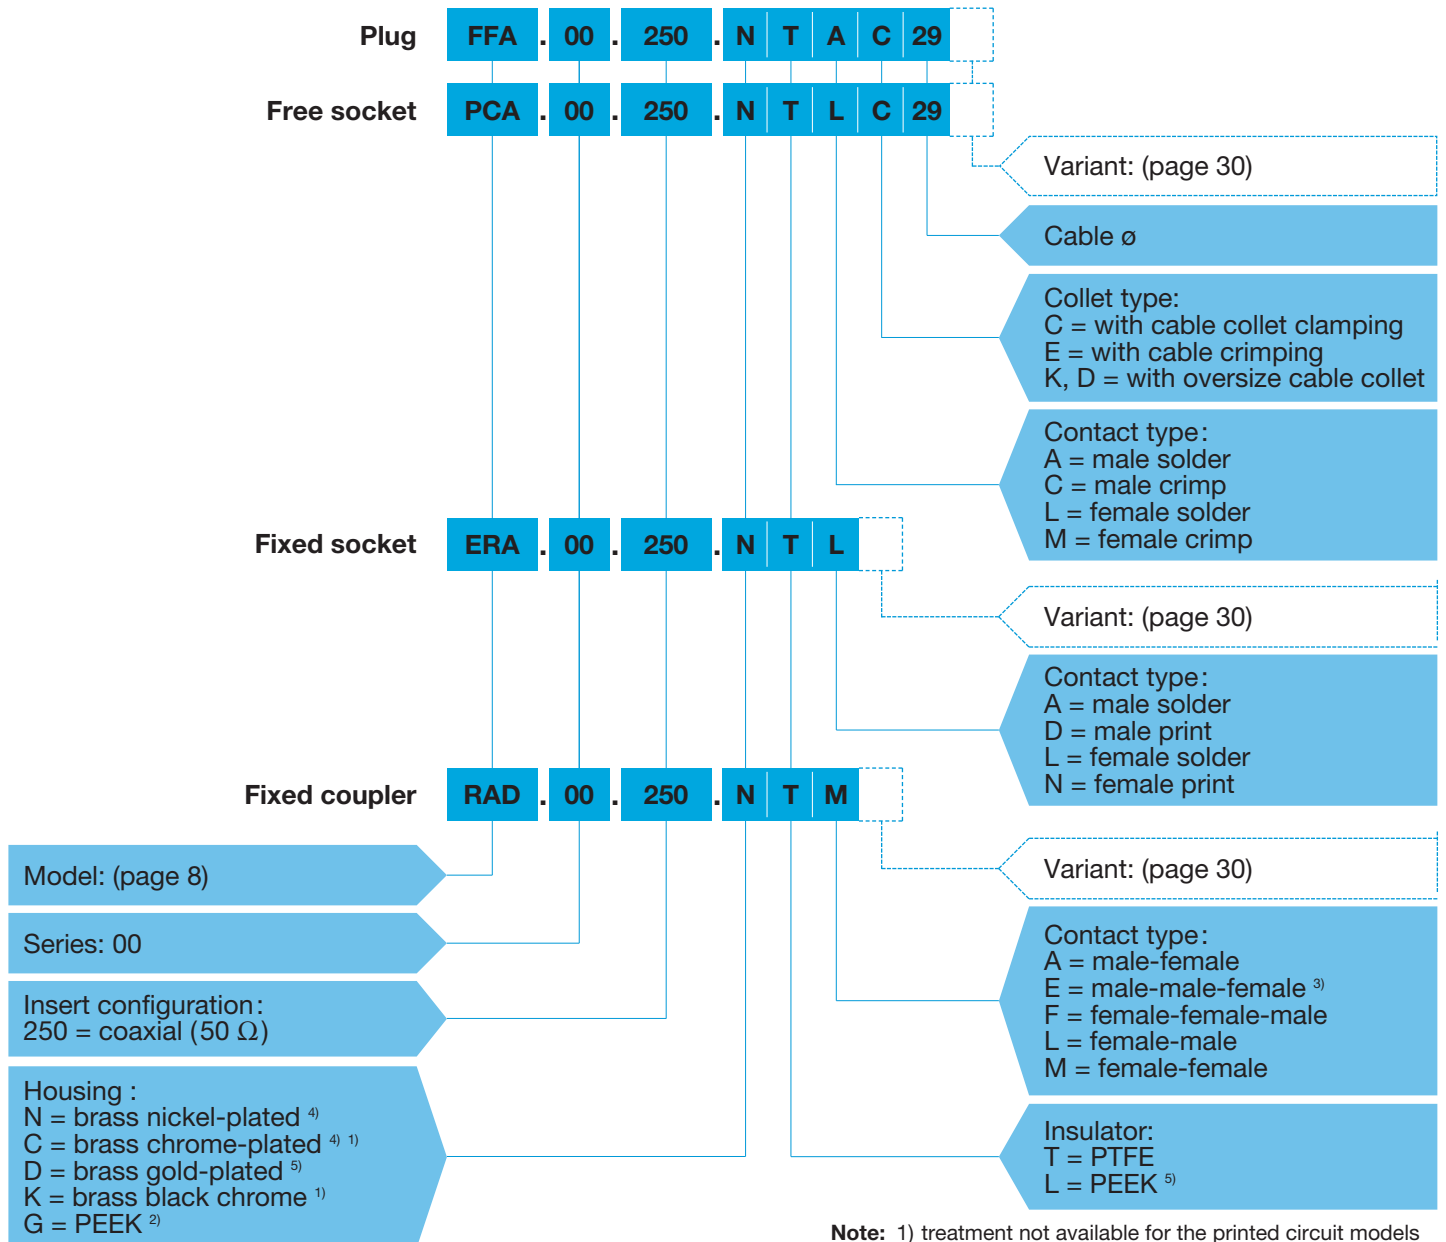 Plug FFA . 00 . 250 . N T A C 29
Free socket PCA . 00 . 250 . N T L C 29
Variant: (page 30)
Cable ø
Collet type:
C = with cable collet clamping
E = with cable crimping
K, D = with oversize cable collet
Contact type:
A = male solder
C = male crimp
L = female solder
M = female crimp
Fixed socket ERA . 00 . 250 . N T L
Variant: (page 30)
Contact type:
A = male solder
D = male print
L = female solder
N = female print
Fixed coupler RAD . 00 . 250 . N T M
Variant: (page 30)
Model: (page 8)
Series: 00
Insert configuration:
250 = coaxial (50 Ω)
Housing :
N = brass nickel-plated 4)
C = brass chrome-plated 4) 1)
D = brass gold-plated 5)
K = brass black chrome 1)
G = PEEK 2)
Contact type:
A = male-female
E = male-male-female 3)
F = female-female-male
L = female-male
M = female-female
Insulator:
T = PTFE
L = PEEK 5)
Note: 1) treatment not available for the printed circuit models